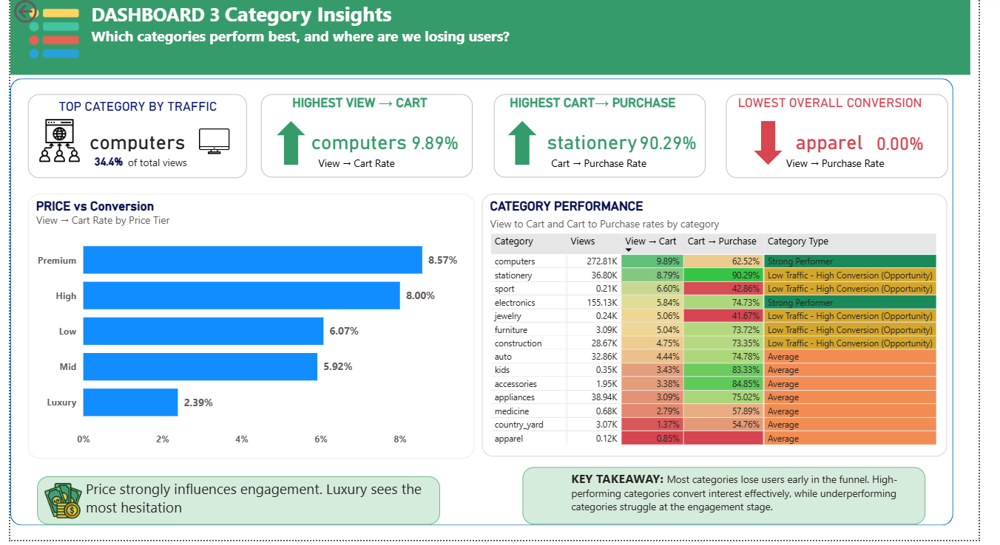 DASHBOARD 3 Category Insights
Which categories perform best, and where are we losing users?
TOP CATEGORY BY TRAFFIC
computers
34.4% of total views
HIGHEST VIEW → CART
computers 9.89%
View → Cart Rate
HIGHEST CART→ PURCHASE
stationery 90.29%
Cart → Purchase Rate
LOWEST OVERALL CONVERSION
apparel 0.00%
View → Purchase Rate
PRICE vs Conversion
View → Cart Rate by Price Tier
Premium 8.57%
High 8.00%
Low 6.07%
Mid 5.92%
Luxury 2.39%
0% 2% 4% 6% 8%
CATEGORY PERFORMANCE
View to Cart and Cart to Purchase rates by category
Category Views View → Cart Cart → Purchase Category Type
computers 272.81K 9.89% 62.52% Strong Performer
stationery 36.80K 8.79% 90.29% Low Traffic - High Conversion (Opportunity)
sport 0.21K 6.60% 42.86% Low Traffic - High Conversion (Opportunity)
electronics 155.13K 5.84% 74.73% Strong Performer
jewelry 0.24K 5.06% 41.67% Low Traffic - High Conversion (Opportunity)
furniture 3.09K 5.04% 73.72% Low Traffic - High Conversion (Opportunity)
construction 28.67K 4.75% 73.35% Low Traffic - High Conversion (Opportunity)
auto 32.86K 4.44% 74.78% Average
kids 0.35K 3.43% 83.33% Average
accessories 1.95K 3.38% 84.85% Average
appliances 38.94K 3.09% 75.02% Average
medicine 0.68K 2.79% 57.89% Average
country_yard 3.07K 1.37% 54.76% Average
apparel 0.12K 0.85% Average
Price strongly influences engagement. Luxury sees the
most hesitation
KEY TAKEAWAY: Most categories lose users early in the funnel. High-
performing categories convert interest effectively, while underperforming
categories struggle at the engagement stage.